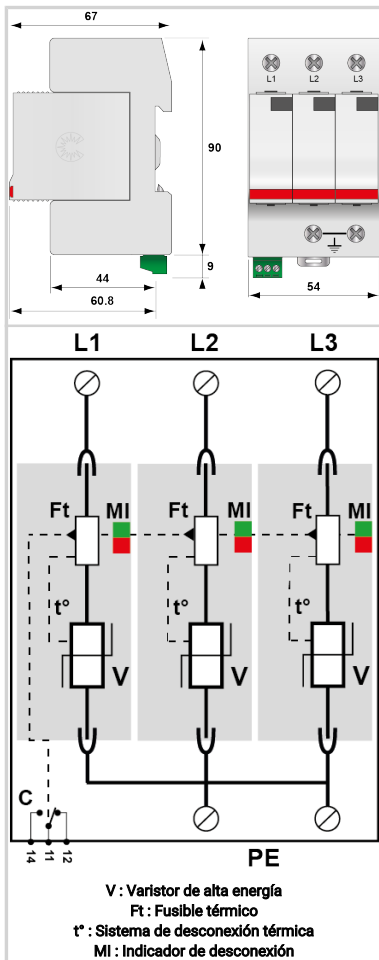 67
L1 L2 L3
90
9
44
60.8
54
L1 L2 L3
Ft MI Ft MI Ft MI
t° t° t°
V V V
C
14 11 12
PE
V : Varistor de alta energía
Ft : Fusible térmico
t° : Sistema de desconexión térmica
MI : Indicador de desconexión